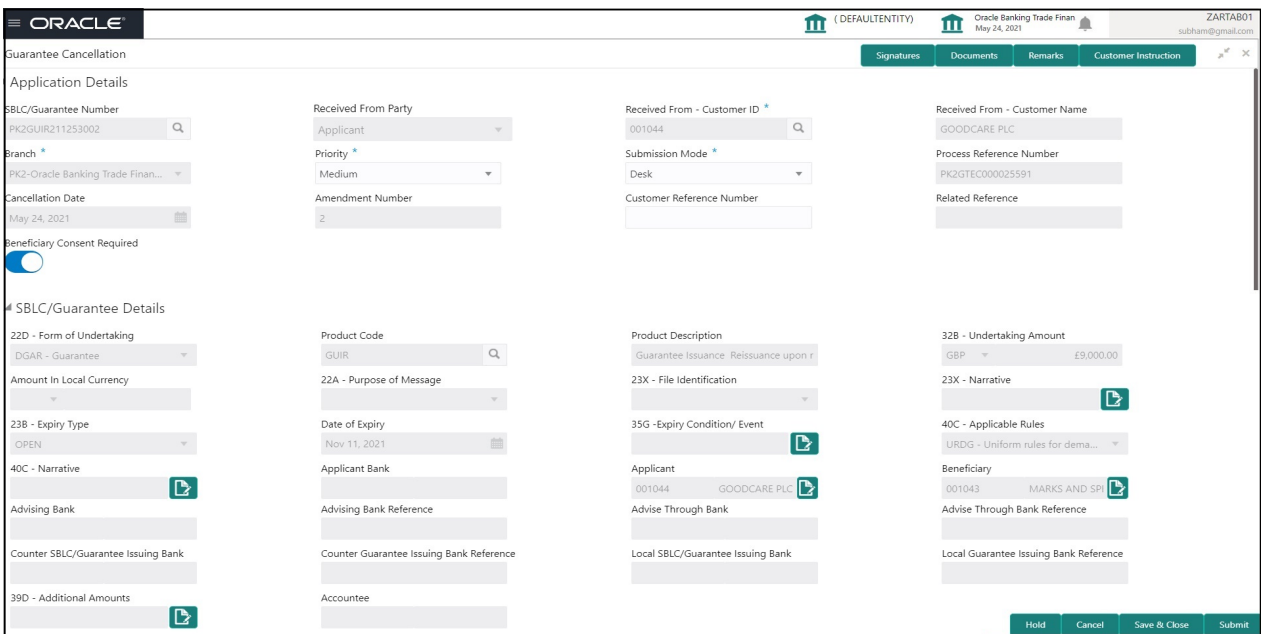 ORACLE
( DEFAULTENTITY)
Oracle Banking Trade Finan
May 24, 2021
ZARTAB01
subham@gmail.com
Guarantee Cancellation
Signatures Documents Remarks Customer Instruction
Application Details
SBLC/Guarantee Number Received From Party Received From - Customer ID * Received From - Customer Name
PK2GUIR211253002 Applicant 001044 GOODCARE PLC
Branch * Priority * Submission Mode * Process Reference Number
PK2-Oracle Banking Trade Finan... Medium Desk PK2GTEC000025591
Cancellation Date Amendment Number Customer Reference Number Related Reference
May 24, 2021 2
Beneficiary Consent Required
SBLC/Guarantee Details
22D - Form of Undertaking Product Code Product Description 32B - Undertaking Amount
DGAR - Guarantee GUIR Guarantee Issuance Reissuance upon r GBP £9,000.00
Amount In Local Currency 22A - Purpose of Message 23X - File Identification 23X - Narrative
23B - Expiry Type Date of Expiry 35G -Expiry Condition/ Event 40C - Applicable Rules
OPEN Nov 11, 2021 URDG - Uniform rules for dema...
40C - Narrative Applicant Bank Applicant Beneficiary
001044 GOODCARE PLC 001043 MARKS AND SPI
Advising Bank Advising Bank Reference Advise Through Bank Advise Through Bank Reference
Counter SBLC/Guarantee Issuing Bank Counter Guarantee Issuing Bank Reference Local SBLC/Guarantee Issuing Bank Local Guarantee Issuing Bank Reference
39D - Additional Amounts Accountee
Hold Cancel Save & Close Submit